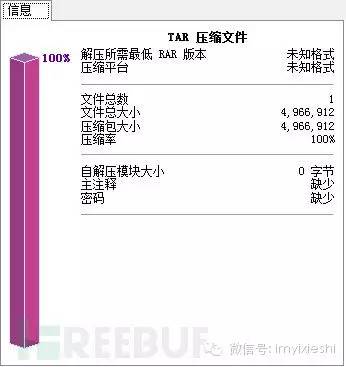 信息
TAR 压缩文件
100%
解压所需最低 RAR 版本 未知格式
压缩平台 未知格式
文件总数 1
文件总大小 4,966,912
压缩包大小 4,966,912
压缩率 100%
自解压模块大小 0 字节
主注释 缺少
密码 缺少
REEBUF
微信号: imyixieshi